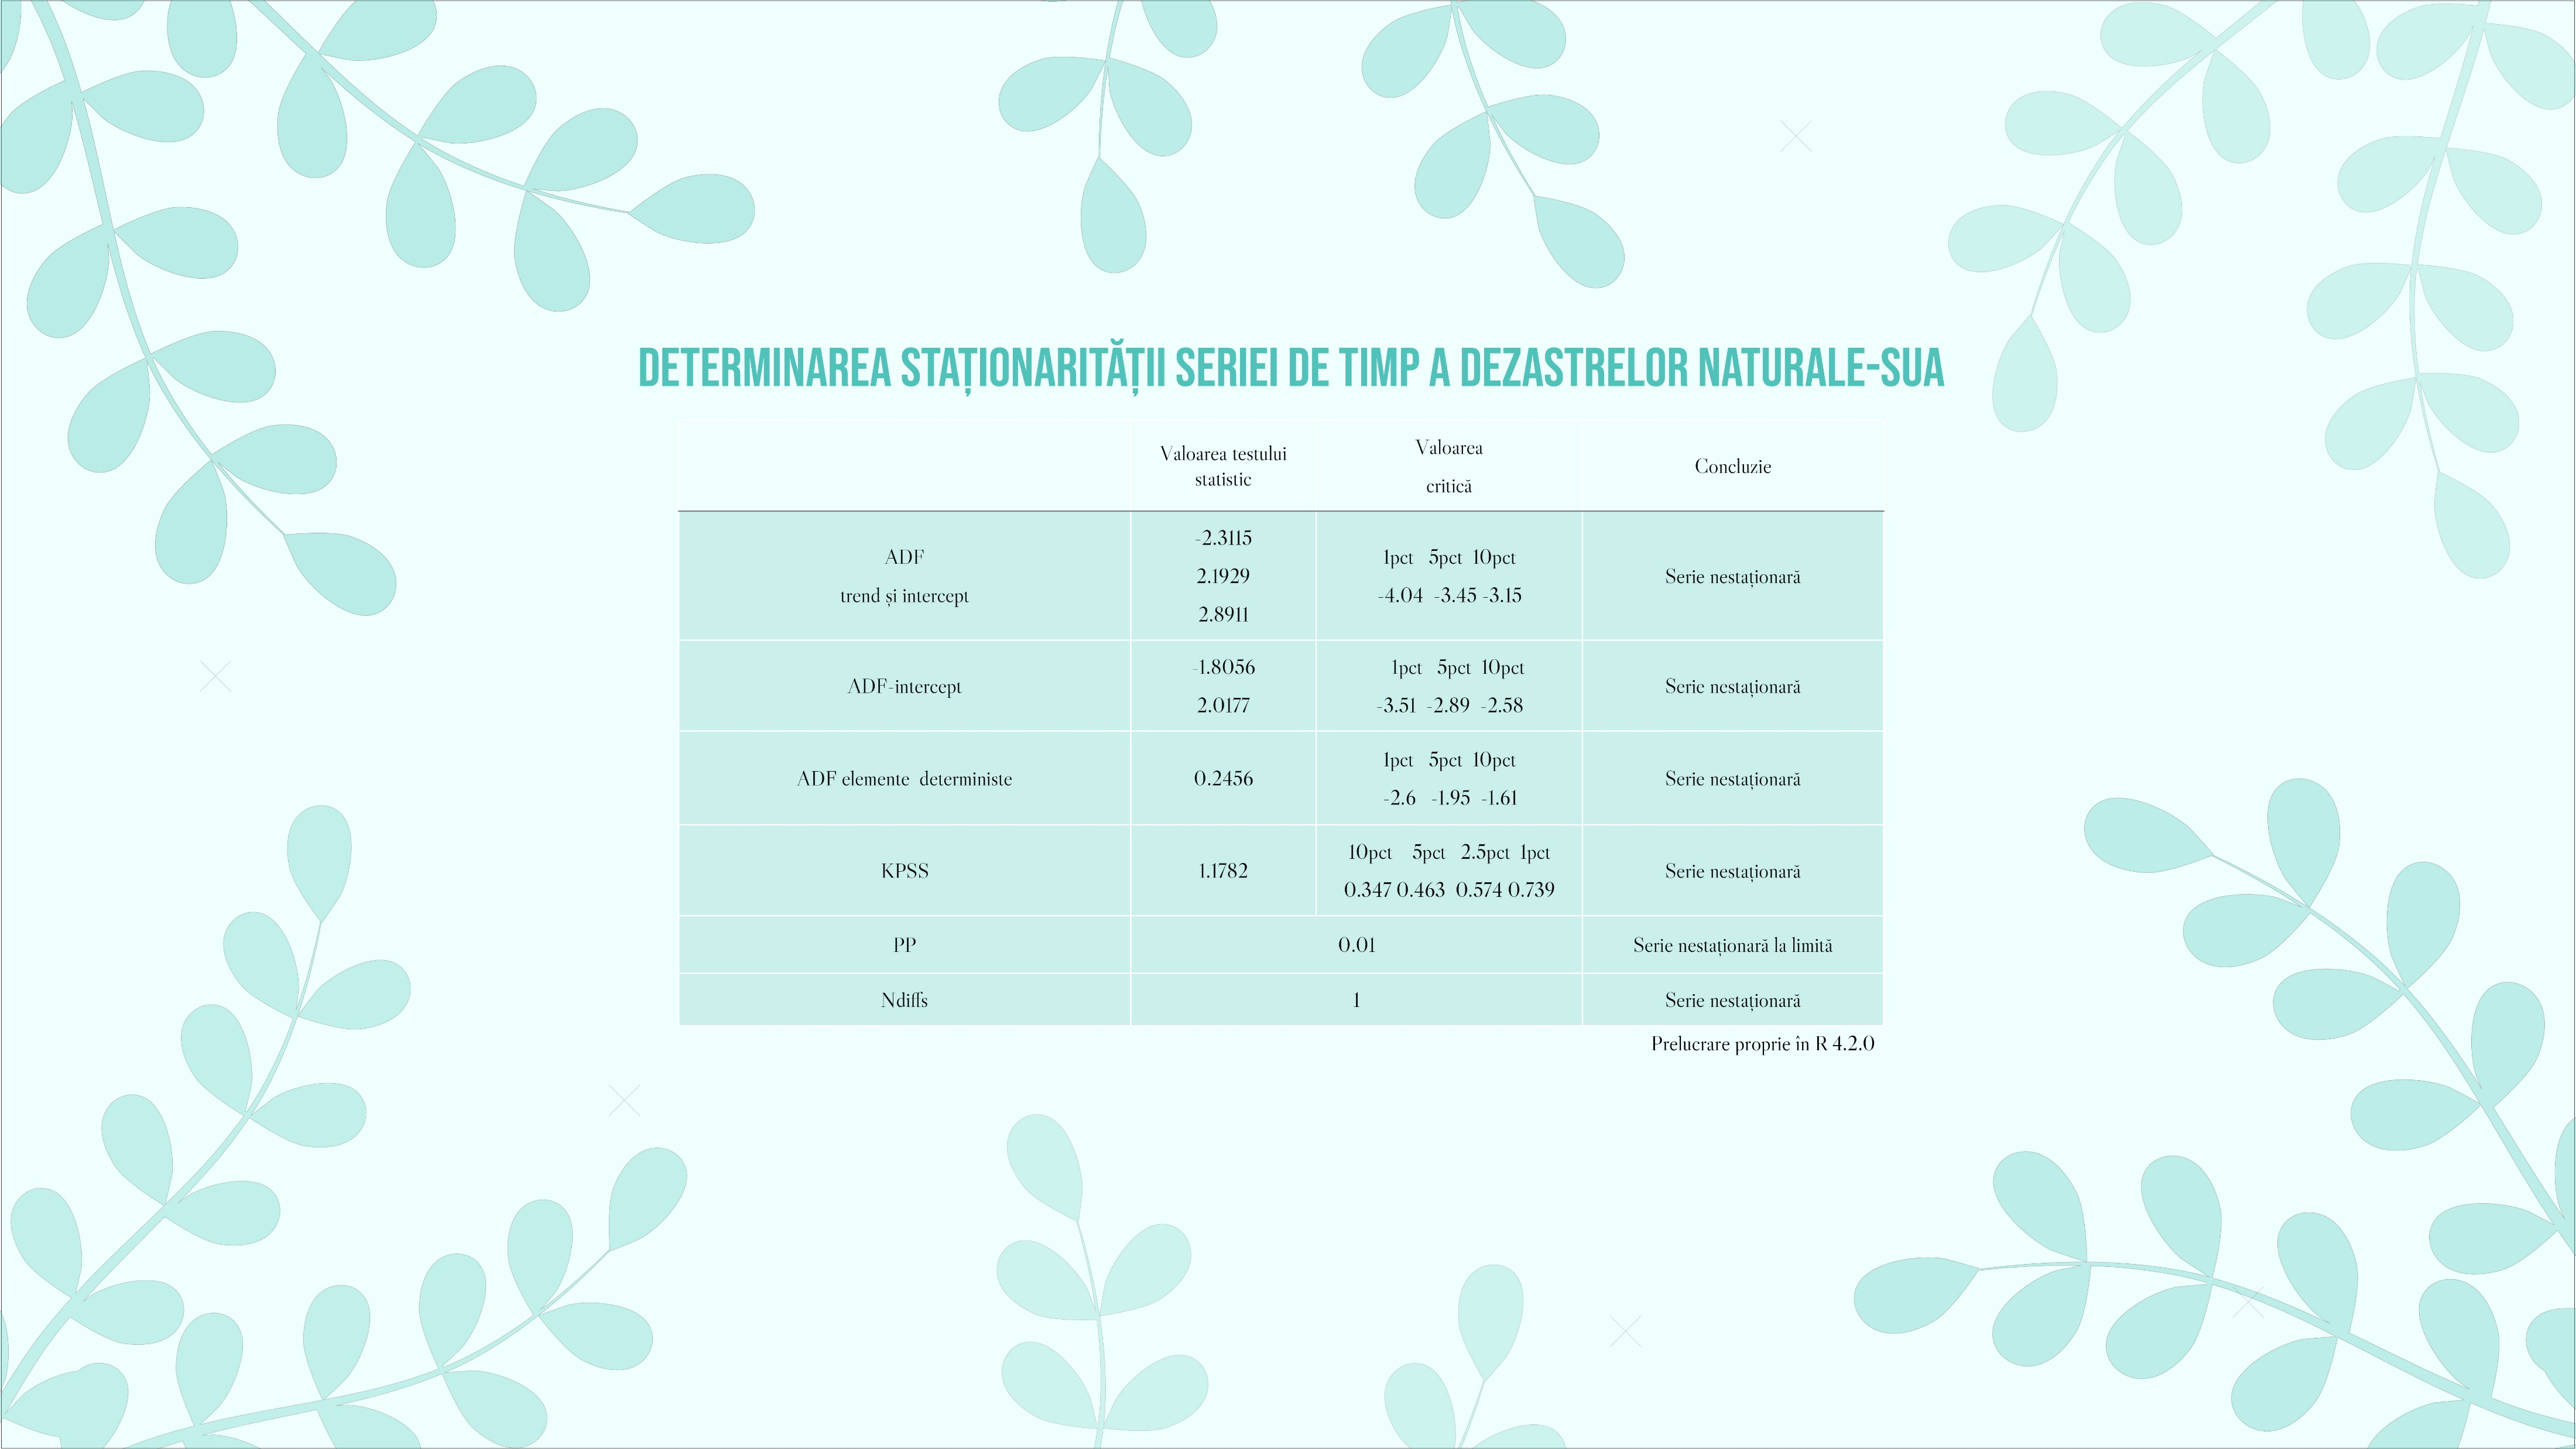 DETERMINAREA STAȚIONARITĂȚII SERIEI DE TIMP A DEZASTRELOR NATURALE-SUA
Valoarea testului
statistic
Valoarea
critică
Concluzie
ADF
trend și intercept
-2.3115
2.1929
2.8911
1pct 5pct 10pct
-4.04 -3.45 -3.15
Serie nestaționară
ADF-intercept
-1.8056
2.0177
1pct 5pct 10pct
-3.51 -2.89 -2.58
Serie nestaționară
ADF elemente deterministe
0.2456
1pct 5pct 10pct
-2.6 -1.95 -1.61
Serie nestaționară
KPSS
1.1782
10pct 5pct 2.5pct 1pct
0.347 0.463 0.574 0.739
Serie nestaționară
PP
0.01
Serie nestaționară la limită
Ndiffs
1
Serie nestaționară
Prelucrare proprie în R 4.2.0